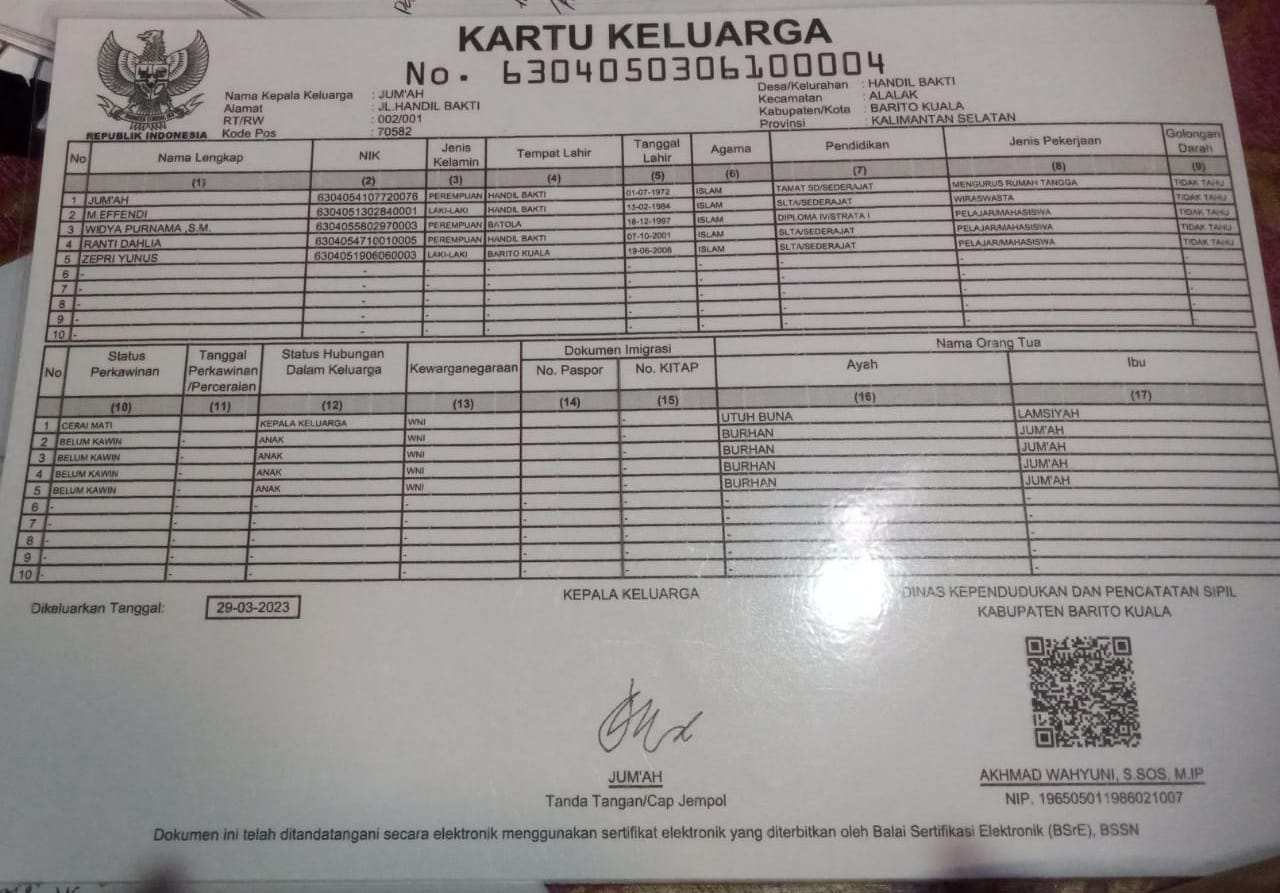 KARTU KELUARGA
No. 6304050306100004
Nama Kepala Keluarga : JUM'AH
Alamat : JL.HANDIL BAKTI
RT/RW : 002/001
Kode Pos : 70582
Desa/Kelurahan : HANDIL BAKTI
Kecamatan : ALALAK
Kabupaten/Kota : BARITO KUALA
Provinsi : KALIMANTAN SELATAN
REPUBLIK INDONESIA
No Nama Lengkap NIK Jenis Kelamin Tempat Lahir Tanggal Lahir Agama Pendidikan Jenis Pekerjaan Golongan Darah
(1) (2) (3) (4) (5) (6) (7) (8) (9)
1 JUM'AH 6304054107720076 PEREMPUAN HANDIL BAKTI 01-07-1972 ISLAM TAMAT SD/SEDERAJAT MENGURUS RUMAH TANGGA TIDAK TAHU
2 M.EFFENDI 6304051302840001 LAKI-LAKI HANDIL BAKTI 13-02-1984 ISLAM SLTA/SEDERAJAT WIRASWASTA TIDAK TAHU
3 WIDYA PURNAMA ,S.M. 6304055802970003 PEREMPUAN BATOLA 18-12-1997 ISLAM DIPLOMA IV/STRATA I PELAJAR/MAHASISWA TIDAK TAHU
4 RANTI DAHLIA 6304054710010005 PEREMPUAN HANDIL BAKTI 07-10-2001 ISLAM SLTA/SEDERAJAT PELAJAR/MAHASISWA TIDAK TAHU
5 ZEPRI YUNUS 6304051906060003 LAKI-LAKI BARITO KUALA 19-06-2006 ISLAM SLTA/SEDERAJAT PELAJAR/MAHASISWA TIDAK TAHU
6 - - - - - - - - -
7 - - - - - - - - -
8 - - - - - - - - -
9 - - - - - - - - -
10 - - - - - - - - -
No Status Perkawinan Tanggal Perkawinan /Perceraian Status Hubungan Dalam Keluarga Kewarganegaraan Dokumen Imigrasi Nama Orang Tua
No. Paspor No. KITAP Ayah Ibu
(10) (11) (12) (13) (14) (15) (16) (17)
1 CERAI MATI KEPALA KELUARGA WNI - UTUH BUNA LAMSIYAH
2 BELUM KAWIN - ANAK WNI - BURHAN JUM'AH
3 BELUM KAWIN - ANAK WNI - BURHAN JUM'AH
4 BELUM KAWIN - ANAK WNI - BURHAN JUM'AH
5 BELUM KAWIN - ANAK WNI - BURHAN JUM'AH
6 - - - - - - - -
7 - - - - - - - -
8 - - - - - - - -
9 - - - - - - - -
10 - - - - - - - -
Dikeluarkan Tanggal: 29-03-2023
KEPALA KELUARGA
DINAS KEPENDUDUKAN DAN PENCATATAN SIPIL
KABUPATEN BARITO KUALA
JUM'AH
Tanda Tangan/Cap Jempol
AKHMAD WAHYUNI, S.SOS, M.IP
NIP. 196505011986021007
Dokumen ini telah ditandatangani secara elektronik menggunakan sertifikat elektronik yang diterbitkan oleh Balai Sertifikasi Elektronik (BSrE), BSSN